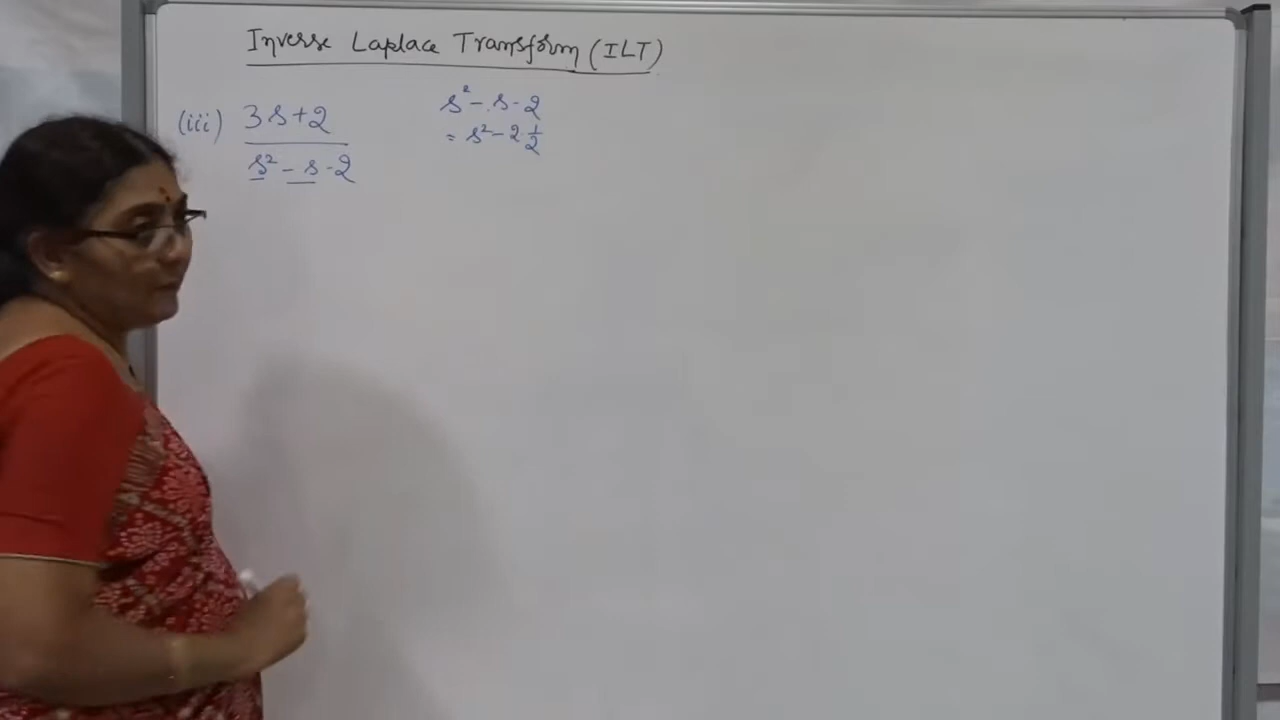 Inverse Laplace Transform (ILT)
(iii) 3s+2 / s² - s - 2
s² - s - 2
= s² - 2 1/2